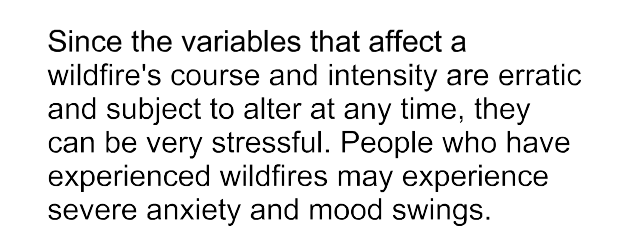 Since the variables that affect a
wildfire's course and intensity are erratic
and subject to alter at any time, they
can be very stressful. People who have
experienced wildfires may experience
severe anxiety and mood swings.